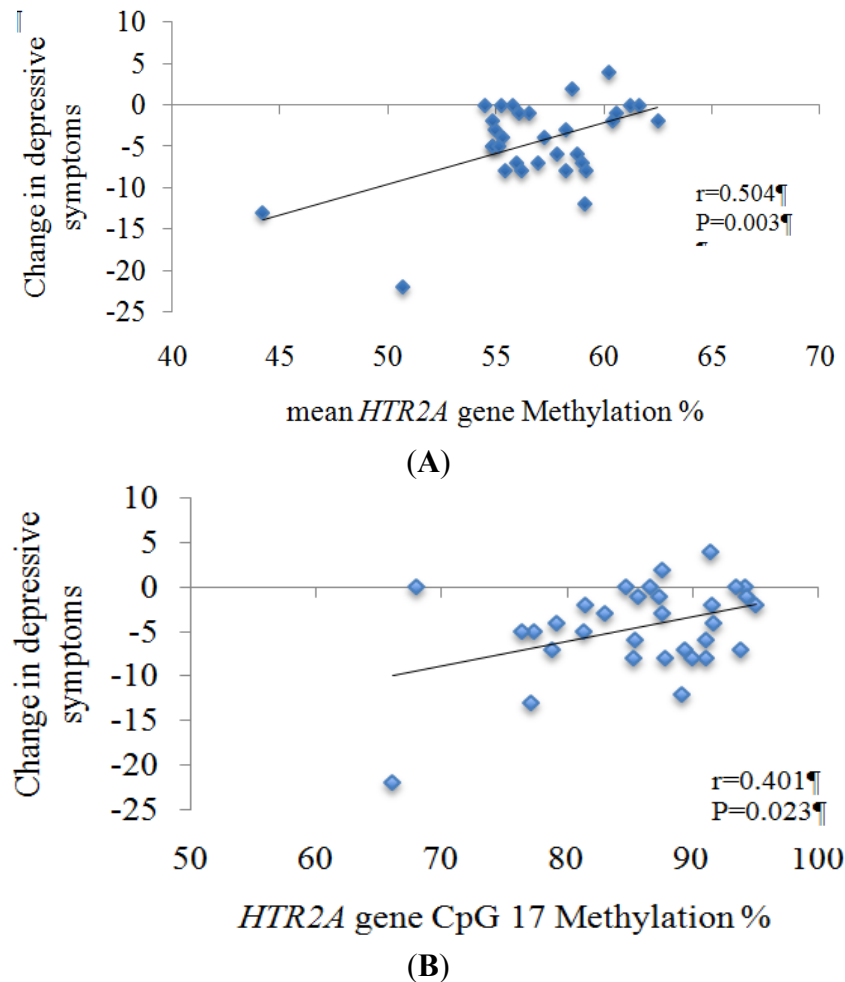 ¶
Change in depressive
symptoms
10
5
0
-5
-10
-15
-20
-25
r=0.504¶
P=0.003¶
40 45 50 55 60 65 70
mean HTR2A gene Methylation %
(A)
Change in depressive
symptoms
10
5
0
-5
-10
-15
-20
-25
r=0.401¶
P=0.023¶
50 60 70 80 90 100
HTR2A gene CpG 17 Methylation %
(B)